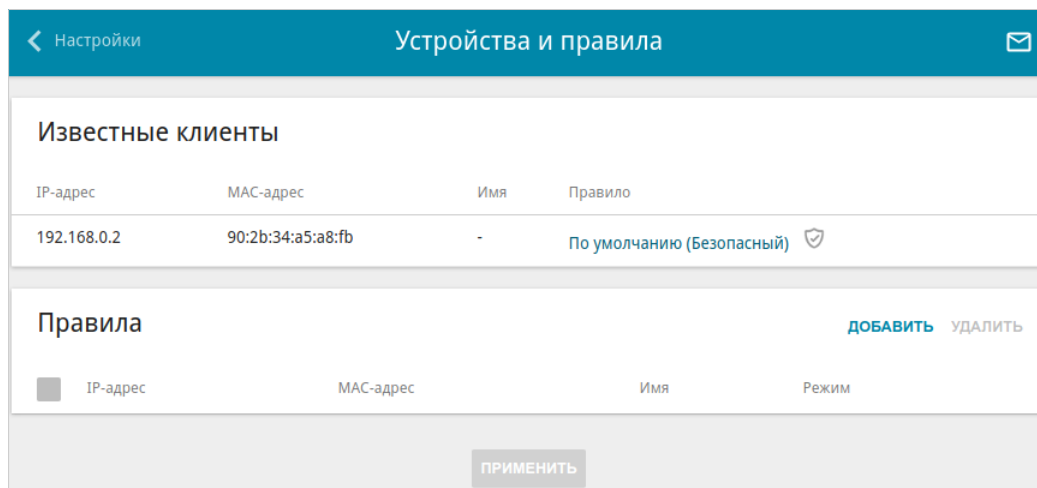 Настройки Устройства и правила
Известные клиенты
IP-адрес MAC-адрес Имя Правило
192.168.0.2 90:2b:34:a5:a8:fb - По умолчанию (Безопасный)
Правила ДОБАВИТЬ УДАЛИТЬ
IP-адрес MAC-адрес Имя Режим
ПРИМЕНИТЬ